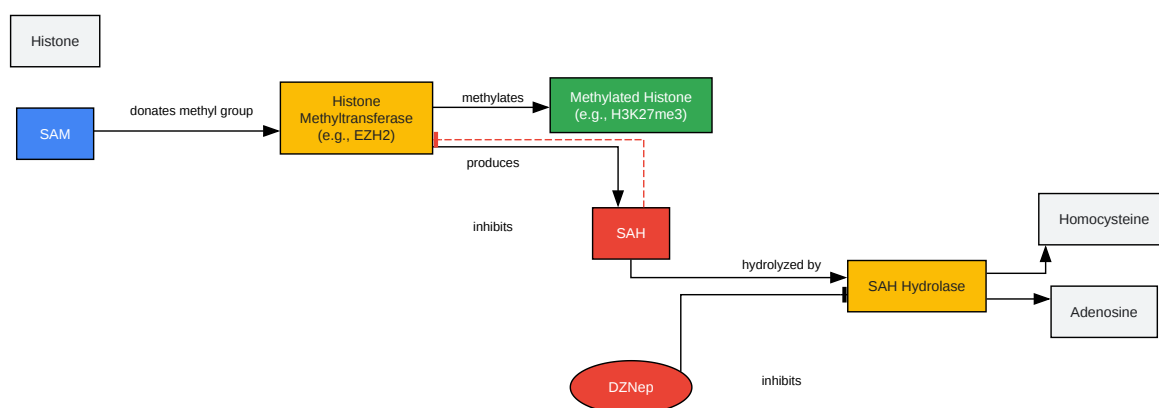 Histone
SAM
donates methyl group
Histone
Methyltransferase
(e.g., EZH2)
methylates
Methylated Histone
(e.g., H3K27me3)
produces
inhibits
SAH
hydrolyzed by
SAH Hydrolase
Homocysteine
Adenosine
DZNep
inhibits